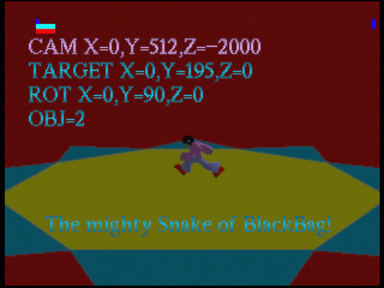 CAM X=0,Y=512,Z=-2000
TARGET X=0,Y=195,Z=0
ROT X=0,Y=90,Z=0
OBJ=2
The mighty Snake of BlackBag!